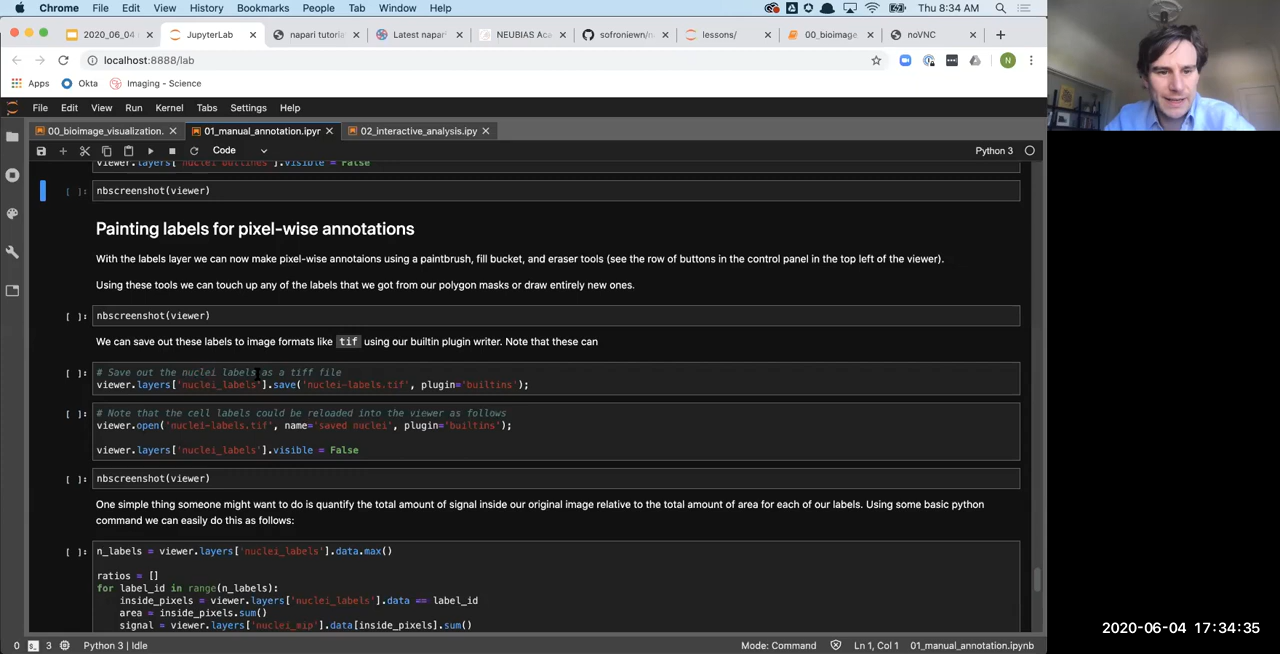 Chrome File Edit View History Bookmarks People Tab Window Help Thu 8:34 AM
2020_06_04 JupyterLab napari tutoria Latest napari NEUBIAS Aca sofroniewn/n lessons/ 00_bioimage noVNC
localhost:8888/lab N
Apps Okta Imaging - Science
File Edit View Run Kernel Tabs Settings Help
00_bioimage_visualization. 01_manual_annotation.ipyr 02_interactive_analysis.ipy
Code Python 3
viewer.layers['nuclei outlines'].visible = False
[ ]: nbscreenshot(viewer)
Painting labels for pixel-wise annotations
With the labels layer we can now make pixel-wise annotaions using a paintbrush, fill bucket, and eraser tools (see the row of buttons in the control panel in the top left of the viewer).
Using these tools we can touch up any of the labels that we got from our polygon masks or draw entirely new ones.
[ ]: nbscreenshot(viewer)
We can save out these labels to image formats like tif using our builtin plugin writer. Note that these can
[ ]: # Save out the nuclei labels as a tiff file
viewer.layers['nuclei_labels'].save('nuclei-labels.tif', plugin='builtins');
[ ]: # Note that the cell labels could be reloaded into the viewer as follows
viewer.open('nuclei-labels.tif', name='saved nuclei', plugin='builtins');
viewer.layers['nuclei_labels'].visible = False
[ ]: nbscreenshot(viewer)
One simple thing someone might want to do is quantify the total amount of signal inside our original image relative to the total amount of area for each of our labels. Using some basic python
command we can easily do this as follows:
[ ]: n_labels = viewer.layers['nuclei_labels'].data.max()
ratios = []
for label_id in range(n_labels):
inside_pixels = viewer.layers['nuclei_labels'].data == label_id
area = inside_pixels.sum()
signal = viewer.layers['nuclei_mip'].data[inside_pixels].sum()
2020-06-04 17:34:35
0 3 Python 3 | Idle Mode: Command Ln 1, Col 1 01_manual_annotation.ipynb